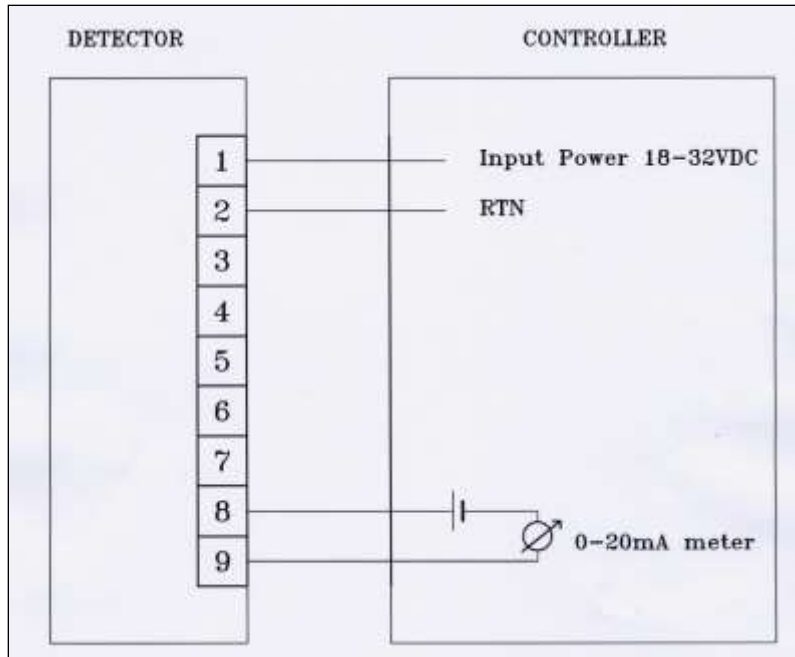 DETECTOR
CONTROLLER
1
Input Power 18-32VDC
2
RTN
3
4
5
6
7
8
9
0-20mA meter